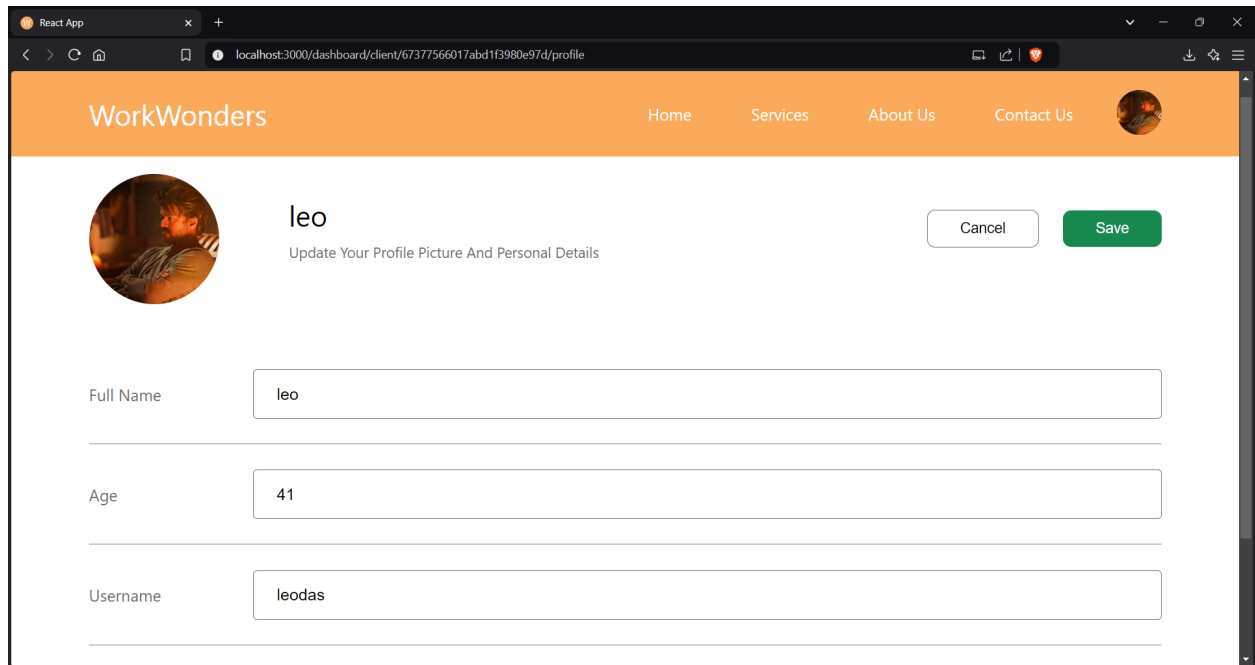 React App
localhost:3000/dashboard/client/67377566017abd1f3980e97d/profile
WorkWonders Home Services About Us Contact Us
leo
Update Your Profile Picture And Personal Details
Cancel Save
Full Name leo
Age 41
Username leodas